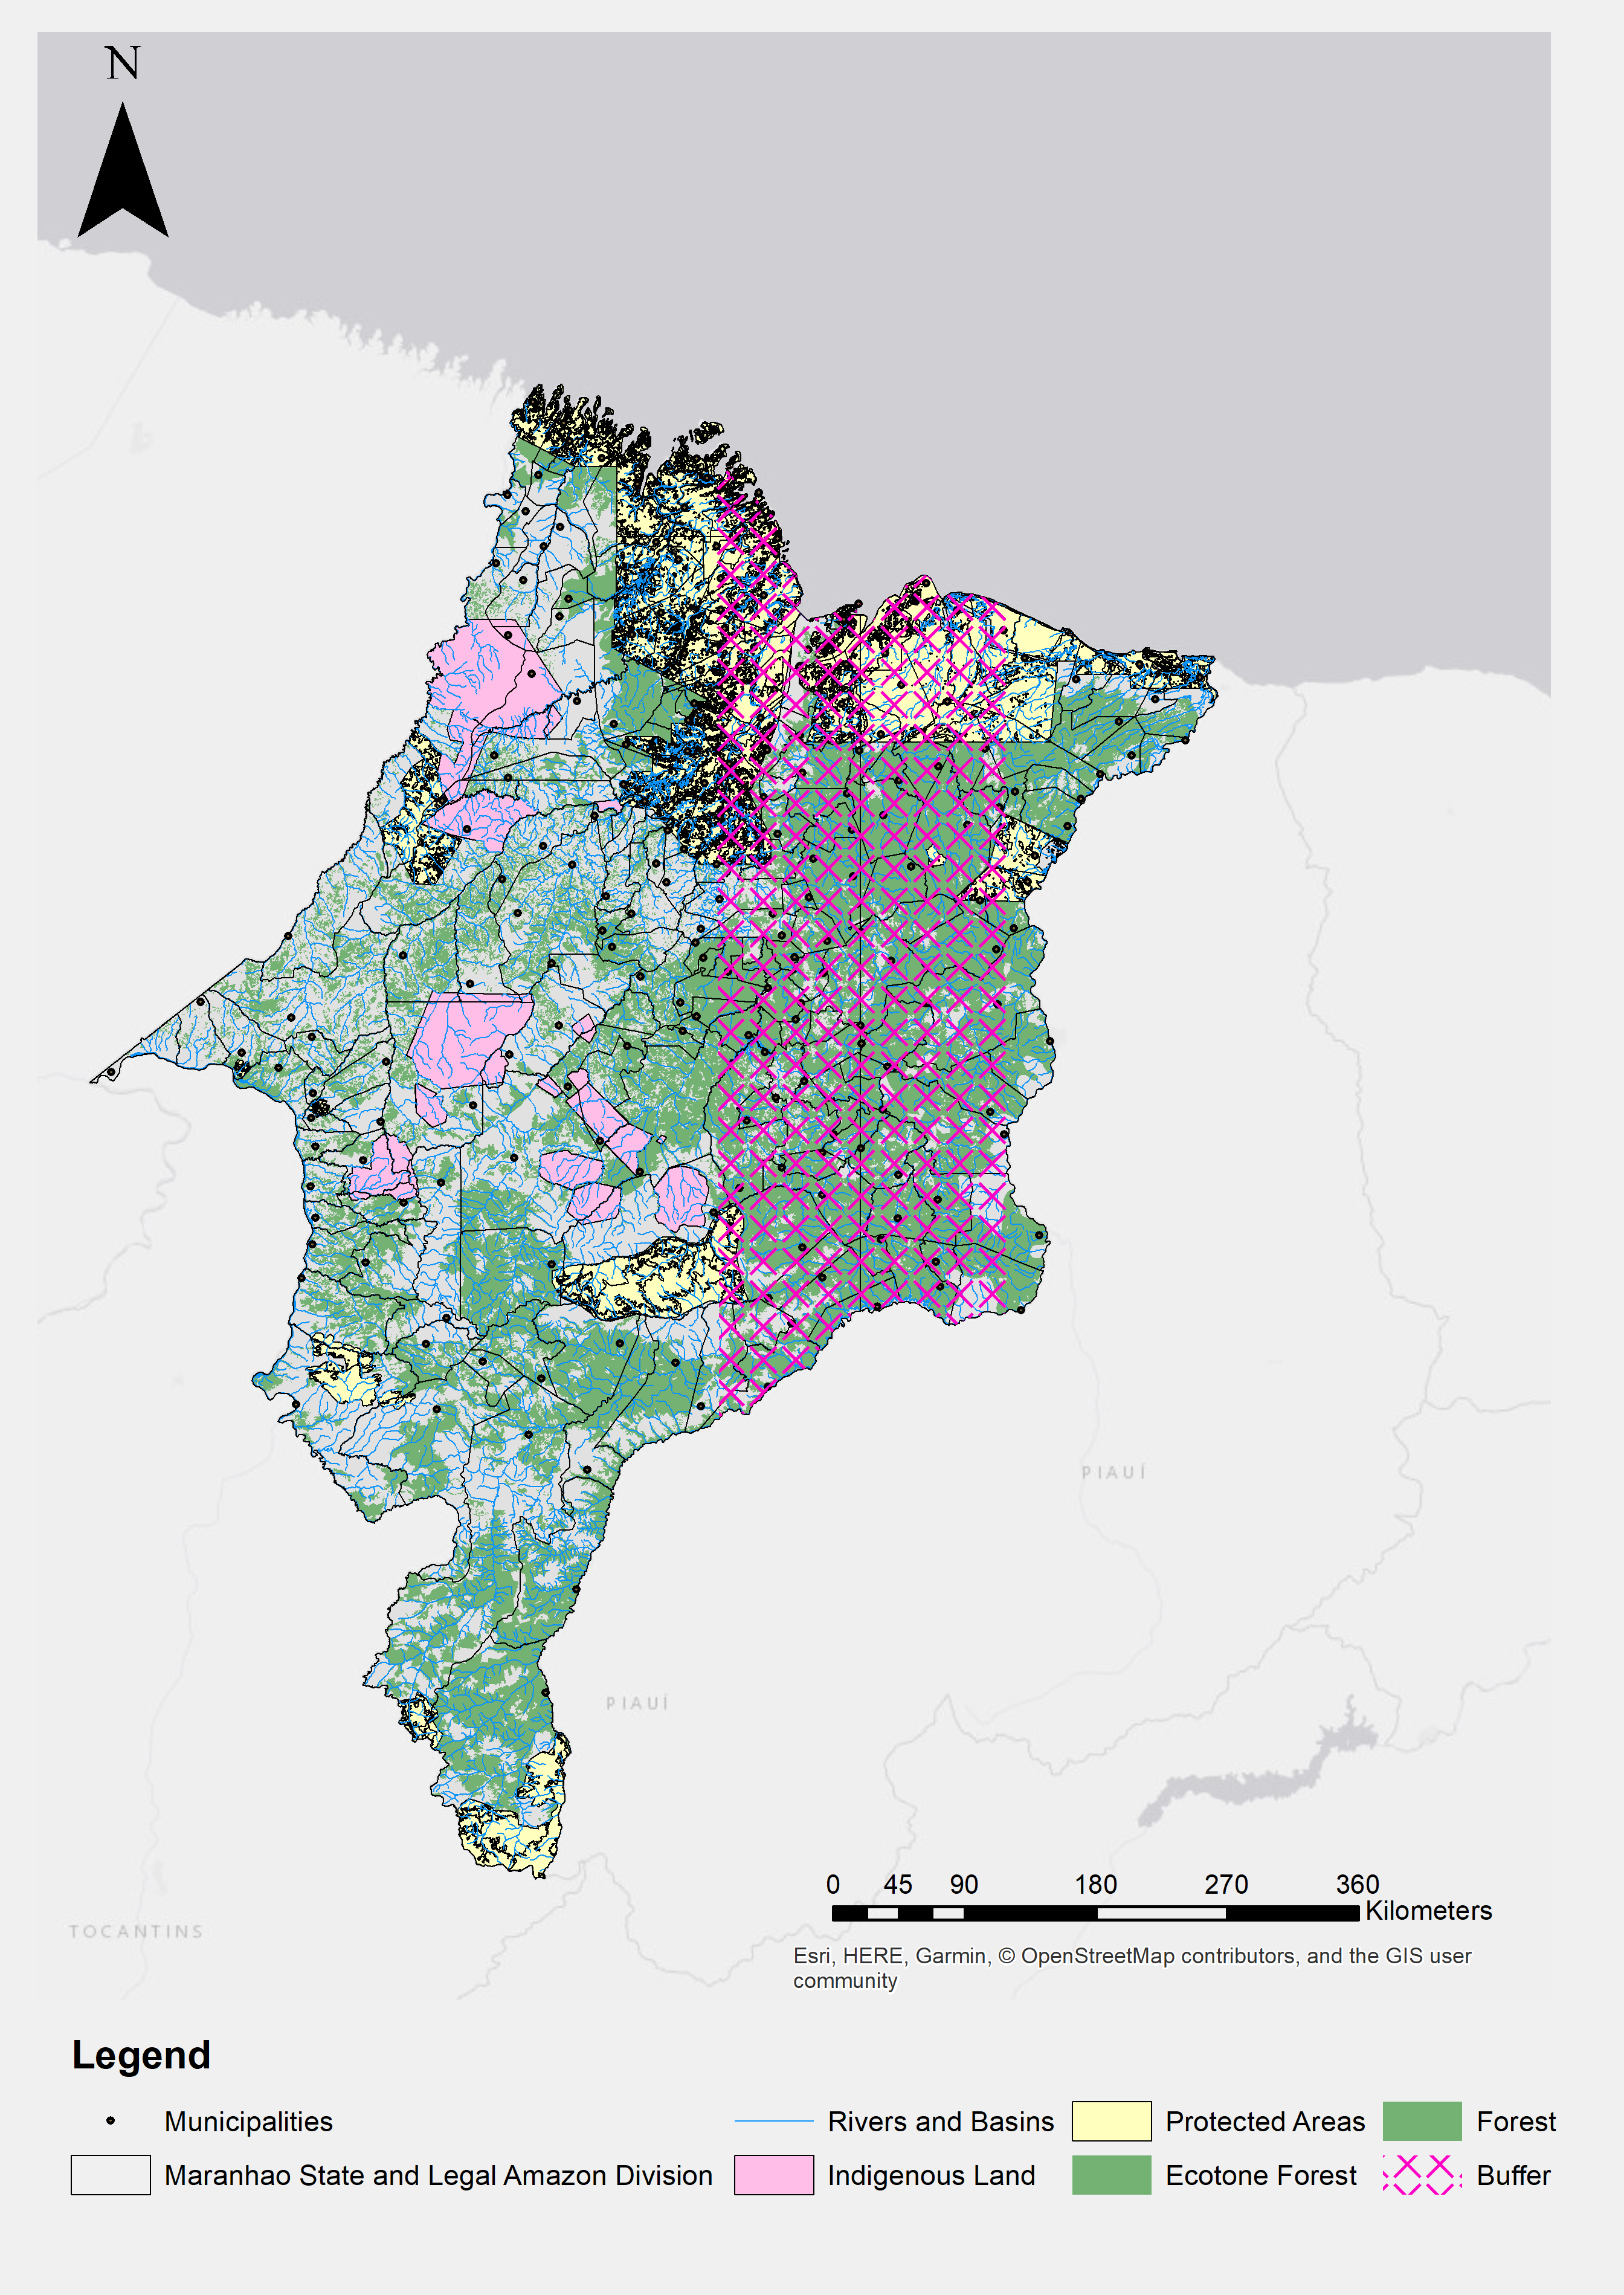 N
PIAUÍ
PIAUÍ
TOCANTINS
0 45 90 180 270 360
Kilometers
Esri, HERE, Garmin, © OpenStreetMap contributors, and the GIS user
community
Legend
Municipalities
Rivers and Basins
Protected Areas
Forest
Maranhao State and Legal Amazon Division
Indigenous Land
Ecotone Forest
Buffer